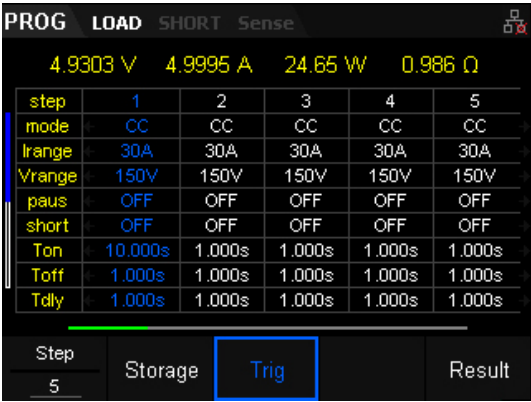 PROG LOAD SHORT Sense
4.9303 V 4.9995 A 24.65 W 0.986 Ω
step 1 2 3 4 5
mode CC CC CC CC CC
Irange 30A 30A 30A 30A 30A
Vrange 150V 150V 150V 150V 150V
paus OFF OFF OFF OFF OFF
short OFF OFF OFF OFF OFF
Ton 10.000s 1.000s 1.000s 1.000s 1.000s
Toff 1.000s 1.000s 1.000s 1.000s 1.000s
Tdly 1.000s 1.000s 1.000s 1.000s 1.000s
Step
5
Storage Trig Result